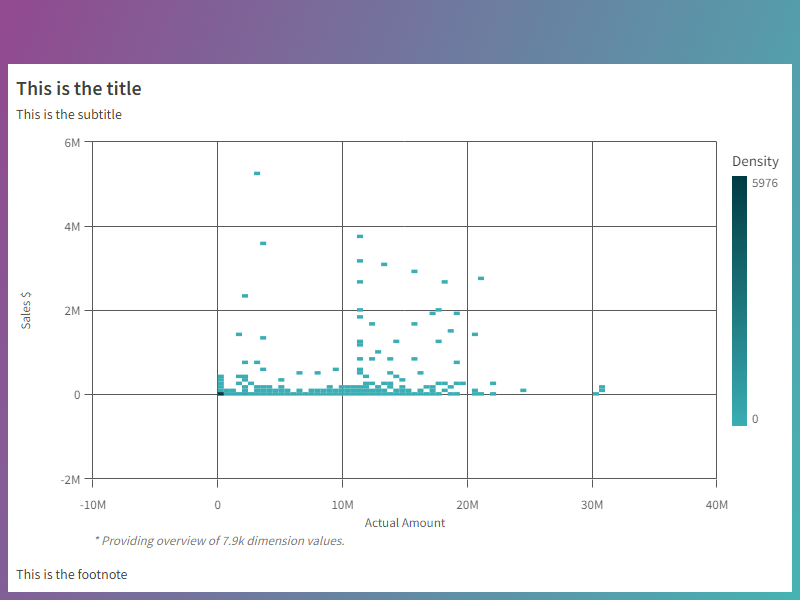 This is the title
This is the subtitle
Density
5976
0
Sales $
6M
4M
2M
0
-2M
-10M
0
10M
20M
30M
40M
Actual Amount
* Providing overview of 7.9k dimension values.
This is the footnote